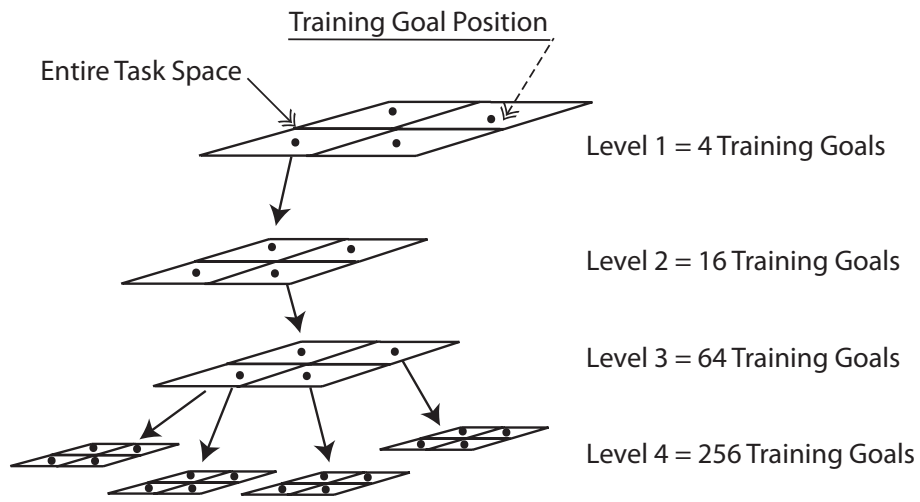 Training Goal Position
Entire Task Space
Level 1 = 4 Training Goals
Level 2 = 16 Training Goals
Level 3 = 64 Training Goals
Level 4 = 256 Training Goals